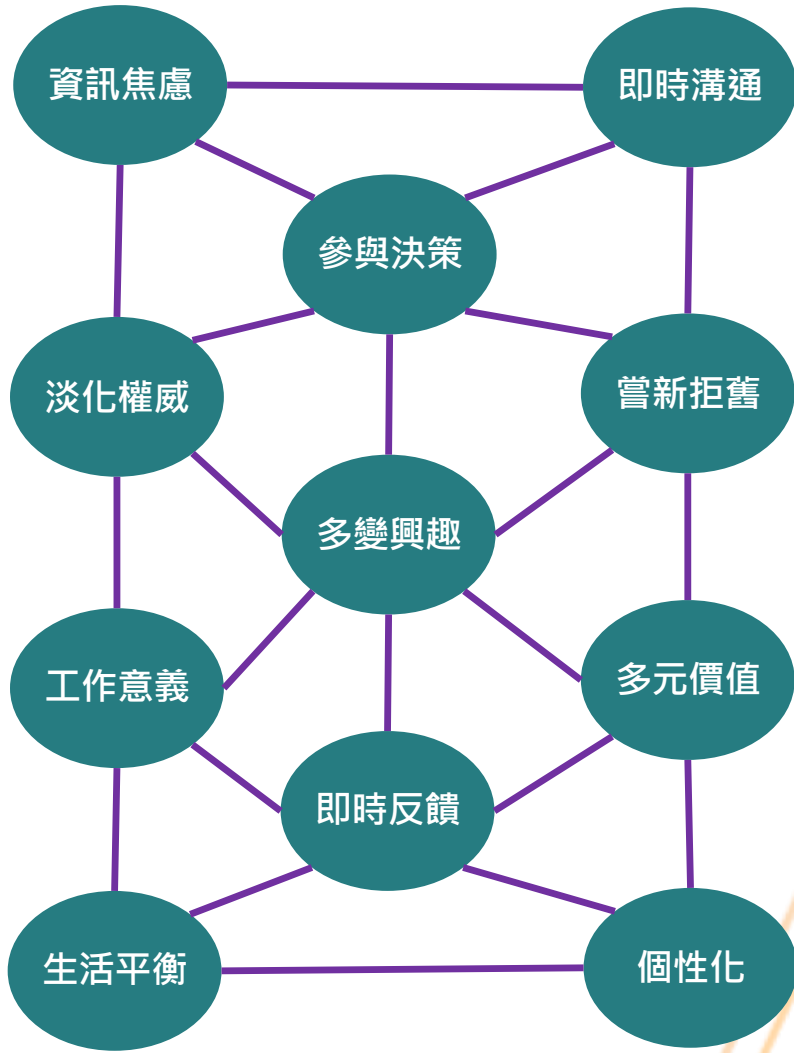 資訊焦慮
即時溝通
參與決策
淡化權威
嘗新拒舊
多變興趣
工作意義
多元價值
即時反饋
生活平衡
個性化